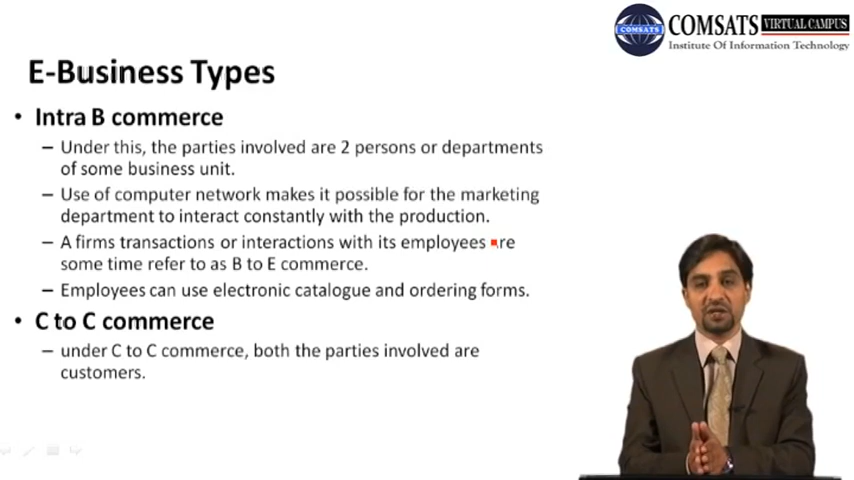 COMSATS
COMSATS VIRTUAL CAMPUS
Institute Of Information Technology
E-Business Types
• Intra B commerce
– Under this, the parties involved are 2 persons or departments
of some business unit.
– Use of computer network makes it possible for the marketing
department to interact constantly with the production.
– A firms transactions or interactions with its employees are
some time refer to as B to E commerce.
– Employees can use electronic catalogue and ordering forms.
• C to C commerce
– under C to C commerce, both the parties involved are
customers.